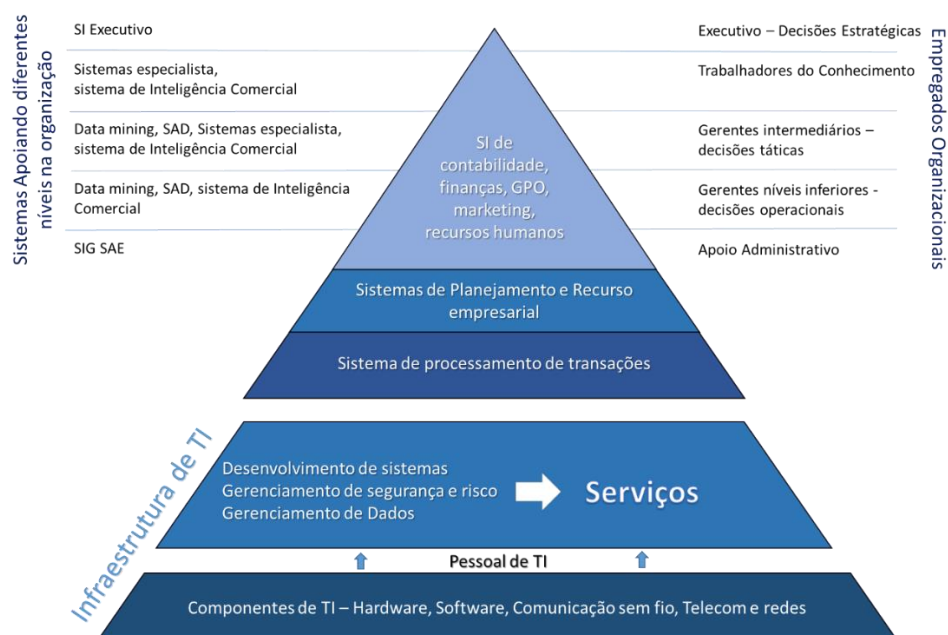 Sistemas Apoiando diferentes
níveis na organização
SI Executivo
Sistemas especialista,
sistema de Inteligência Comercial
Data mining, SAD, Sistemas especialista,
sistema de Inteligência Comercial
Data mining, SAD, sistema de Inteligência
Comercial
SIG SAE
SI de
contabilidade,
finanças, GPO,
marketing,
recursos humanos
Executivo – Decisões Estratégicas
Trabalhadores do Conhecimento
Gerentes intermediários –
decisões táticas
Gerentes níveis inferiores -
decisões operacionais
Apoio Administrativo
Empregados Organizacionais
Sistemas de Planejamento e Recurso
empresarial
Sistema de processamento de transações
Infraestrutura de TI
Desenvolvimento de sistemas
Gerenciamento de segurança e risco
Gerenciamento de Dados
Serviços
Pessoal de TI
Componentes de TI – Hardware, Software, Comunicação sem fio, Telecom e redes